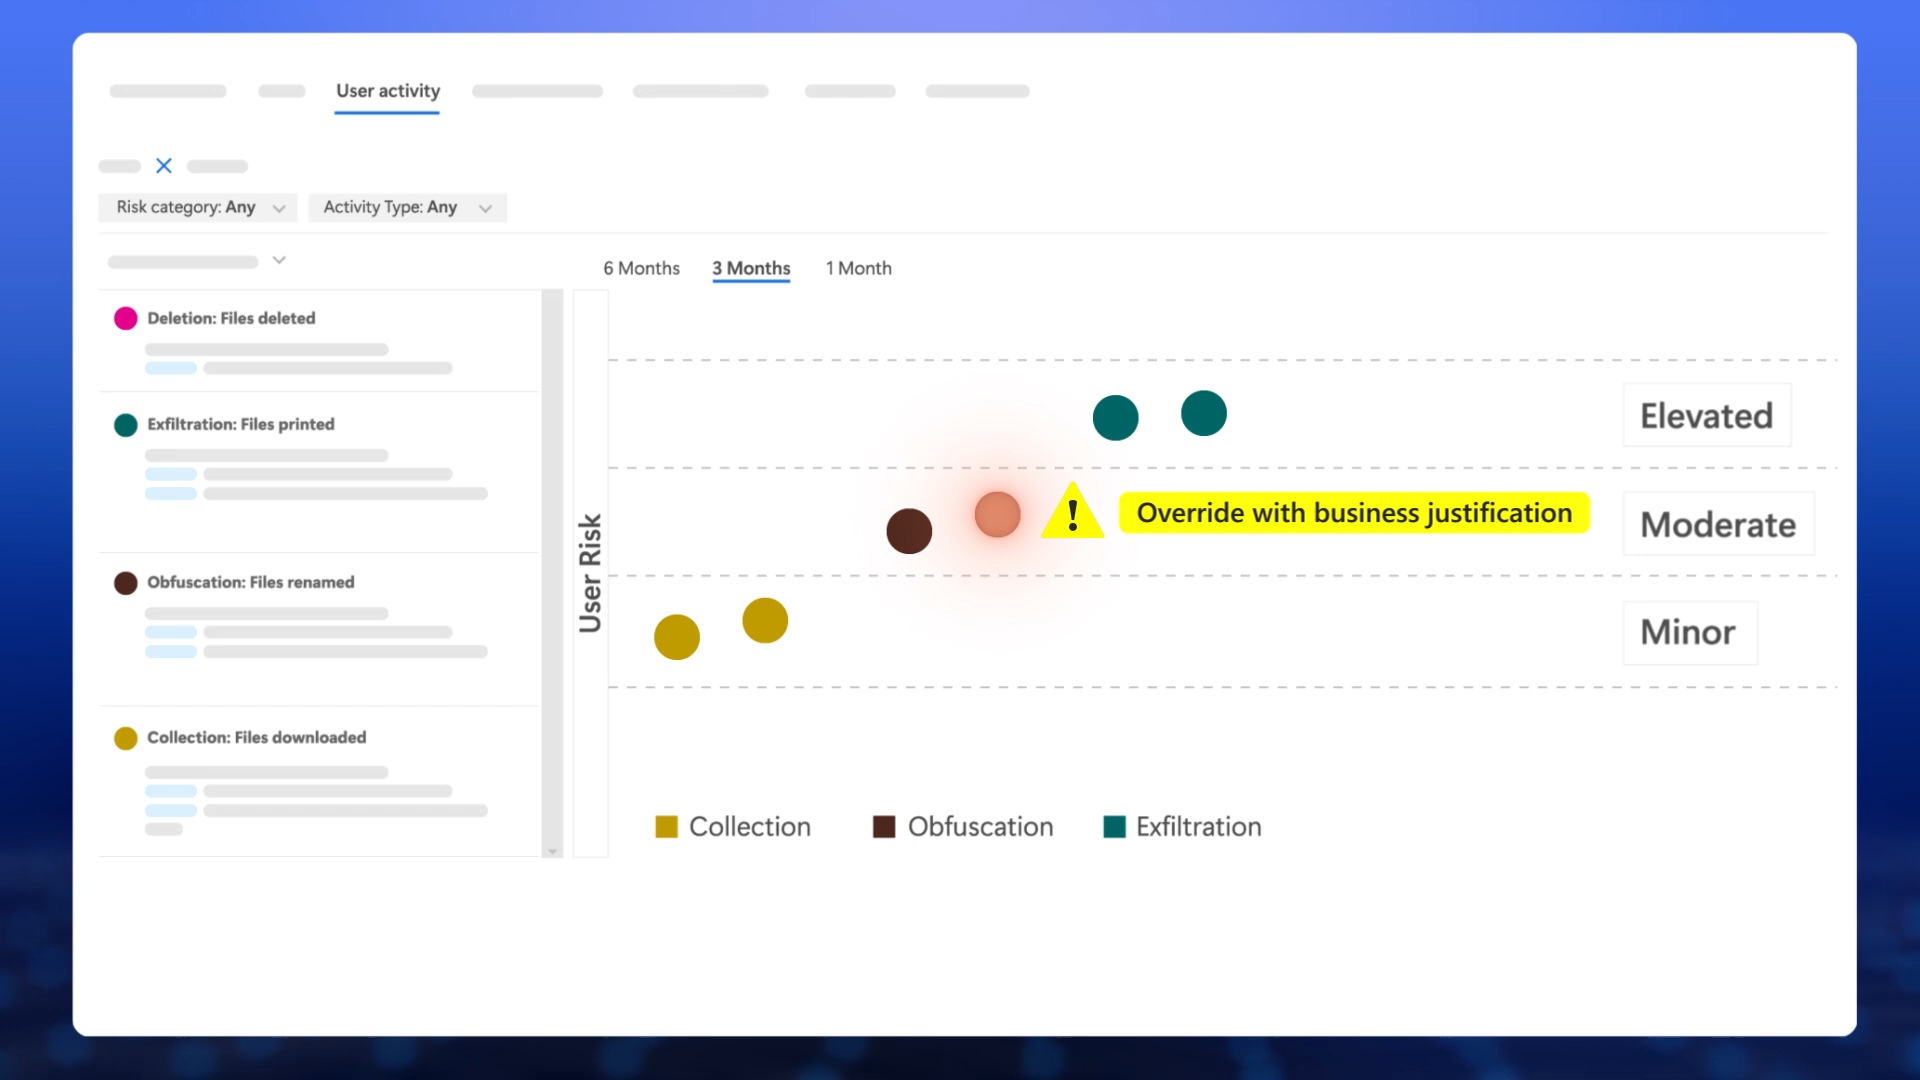 User activity
Risk category: Any
Activity Type: Any
6 Months
3 Months
1 Month
Deletion: Files deleted
Exfiltration: Files printed
Obfuscation: Files renamed
Collection: Files downloaded
User Risk
Elevated
!
Override with business justification
Moderate
Minor
Collection
Obfuscation
Exfiltration